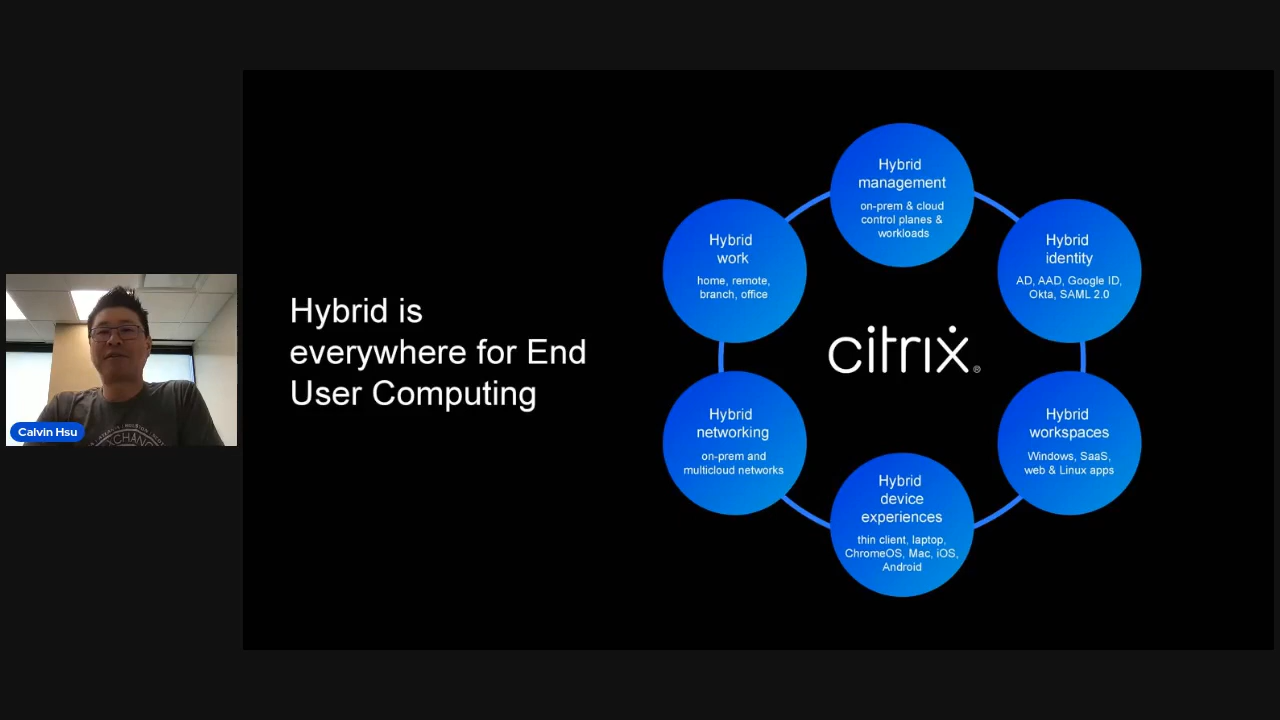 Hybrid is
everywhere for End
User Computing
Hybrid
management
on-prem & cloud
control planes &
workloads
Hybrid
identity
AD, AAD, Google ID,
Okta, SAML 2.0
Hybrid
workspaces
Windows, SaaS,
web & Linux apps
Hybrid
device
experiences
thin client, laptop,
ChromeOS, Mac, iOS,
Android
Hybrid
networking
on-prem and
multicloud networks
Hybrid
work
home, remote,
branch, office
citrix®
Calvin Hsu